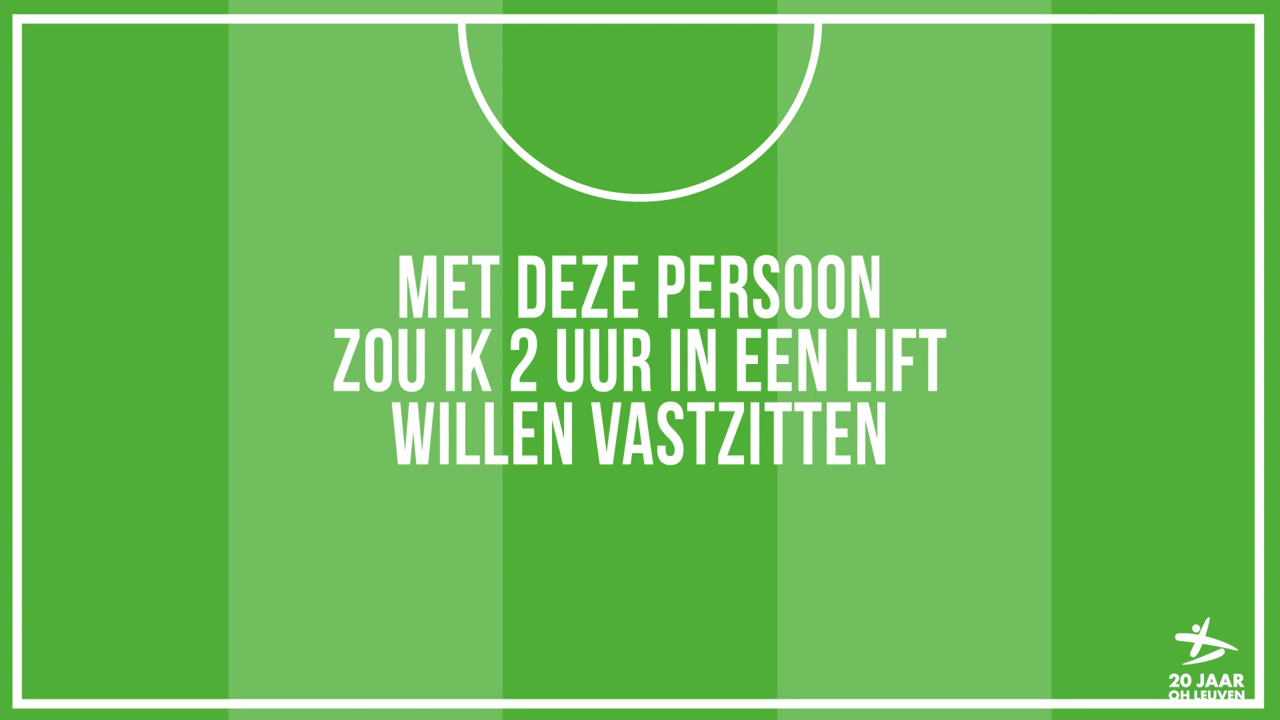 MET DEZE PERSOON
ZOU IK 2 UUR IN EEN LIFT
WILLEN VASTZITTEN
20 JAAR
OH LEUVEN